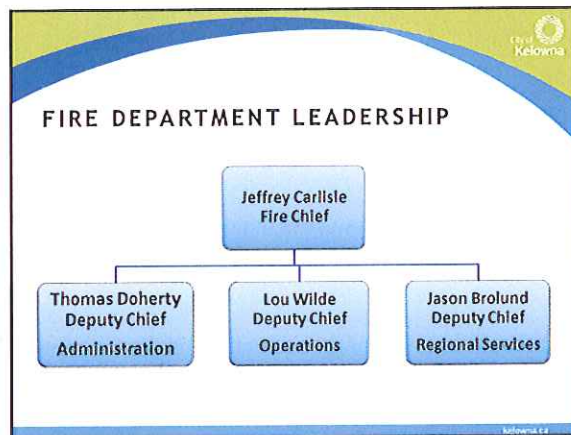 City of
Kelowna
FIRE DEPARTMENT LEADERSHIP
Jeffrey Carlisle
Fire Chief
Thomas Doherty
Deputy Chief
Administration
Lou Wilde
Deputy Chief
Operations
Jason Brolund
Deputy Chief
Regional Services
kelowna.ca